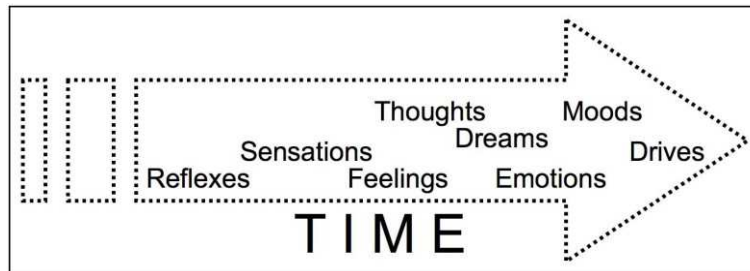 Thoughts Moods
Dreams
Sensations Drives
Reflexes Feelings Emotions
TIME